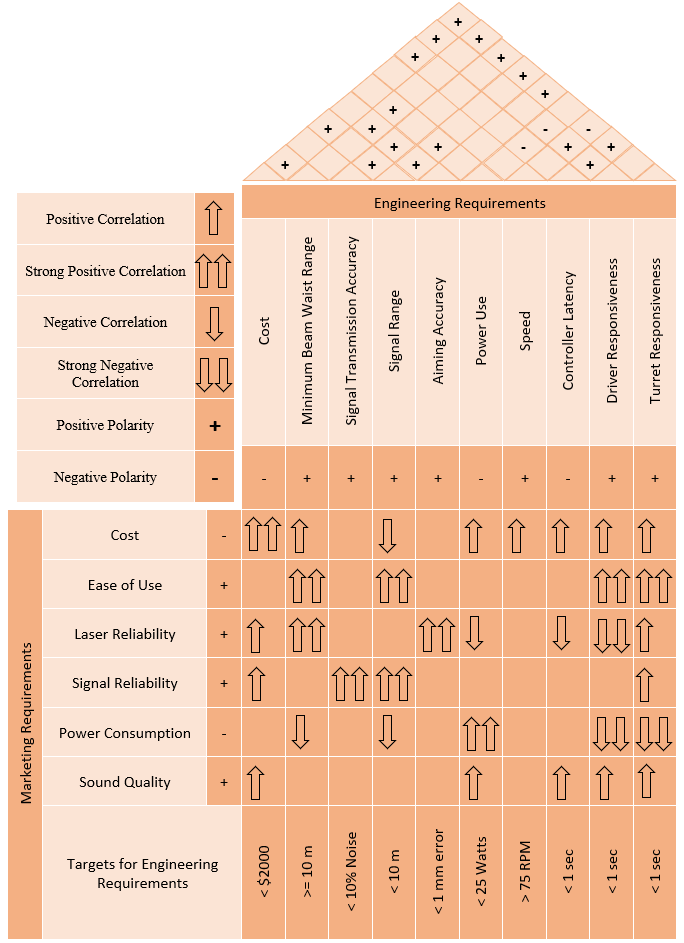 +
+ +
+ +
+
+
+
+ + - -
+ + - + +
+ + + +
Engineering Requirements
Positive Correlation
Strong Positive Correlation
Negative Correlation
Strong Negative
Correlation
Positive Polarity +
Negative Polarity -
Cost
Minimum Beam Waist Range
Signal Transmission Accuracy
Signal Range
Aiming Accuracy
Power Use
Speed
Controller Latency
Driver Responsiveness
Turret Responsiveness
- + + + + - + - + +
Marketing Requirements
Cost -
Ease of Use +
Laser Reliability +
Signal Reliability +
Power Consumption -
Sound Quality +
Targets for Engineering
Requirements
< $2000
>= 10 m
< 10% Noise
< 10 m
< 1 mm error
< 25 Watts
> 75 RPM
< 1 sec
< 1 sec
< 1 sec